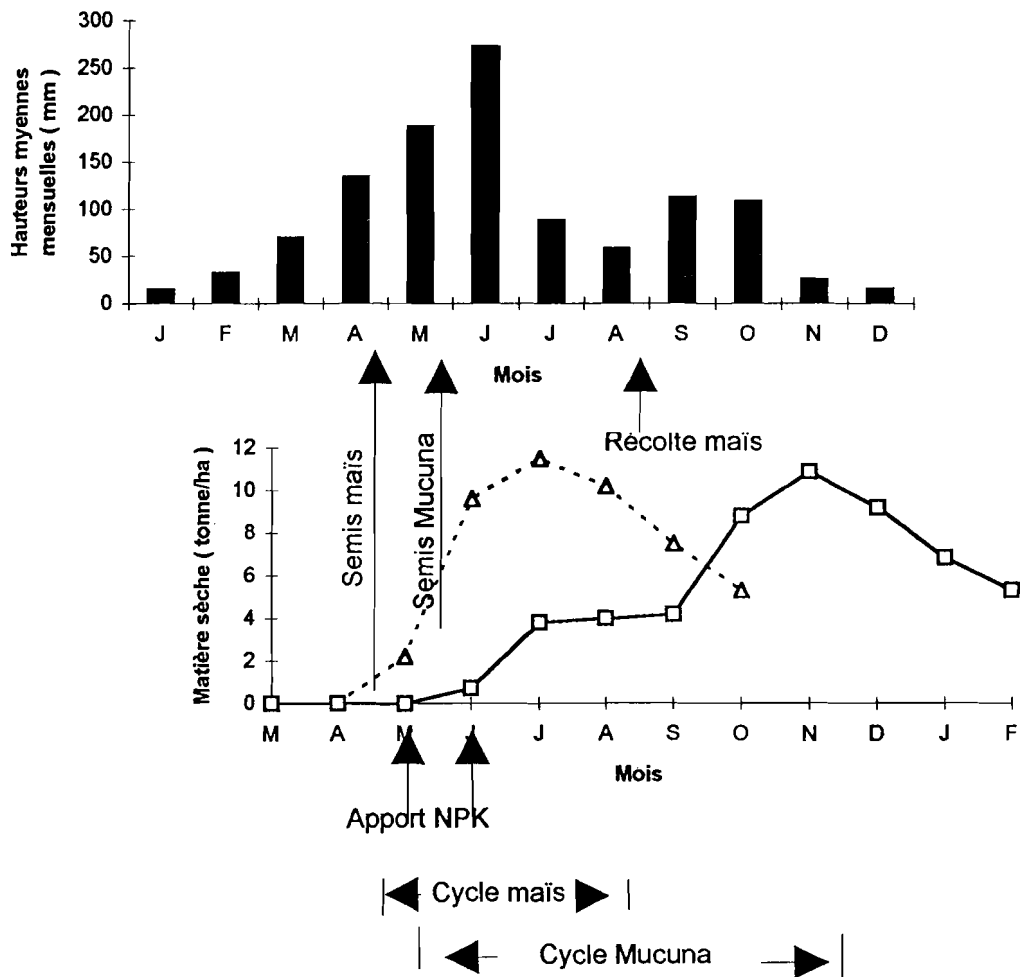 Hauteurs myennes
mensuelles ( mm )
300
250
200
150
100
50
0
J F M A M J J A S O N D
Mois
Semis maïs
Semis Mucuna
Récolte maïs
Matière sèche ( tonne/ha )
12
10
8
6
4
2
0
M A M J J A S O N D J F
Mois
Apport NPK
Cycle maïs
Cycle Mucuna